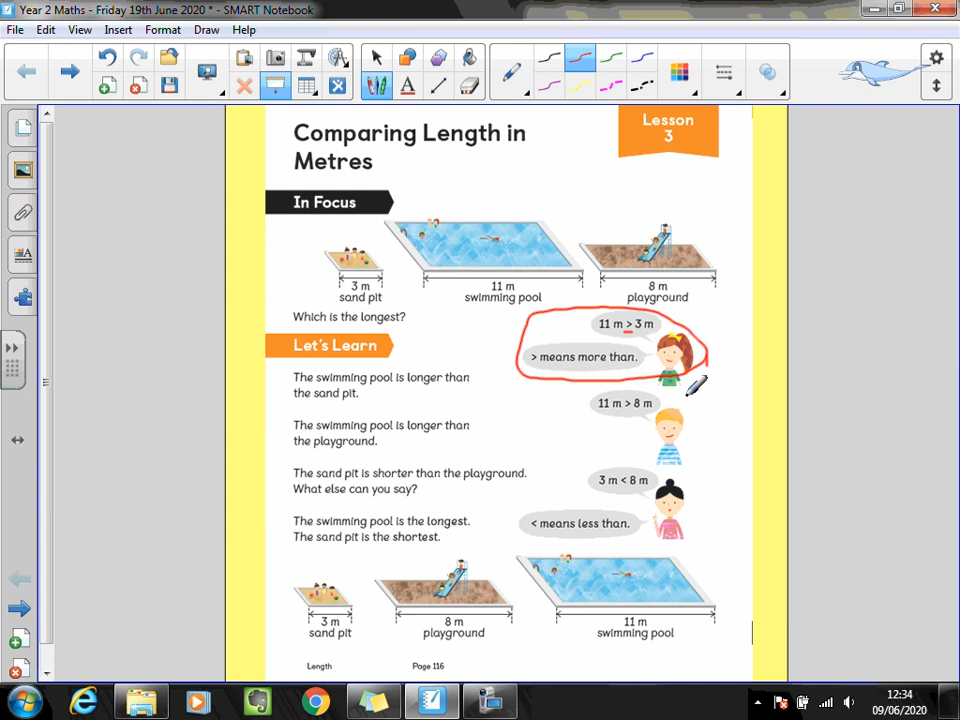 Year 2 Maths - Friday 19th June 2020 * - SMART Notebook
File Edit View Insert Format Draw Help
Comparing Length in
Metres
Lesson
3
In Focus
3 m
sand pit
11 m
swimming pool
8 m
playground
Which is the longest?
11 m > 3 m
> means more than.
Let's Learn
The swimming pool is longer than
the sand pit.
11 m > 8 m
The swimming pool is longer than
the playground.
The sand pit is shorter than the playground.
What else can you say?
3 m < 8 m
< means less than.
The swimming pool is the longest.
The sand pit is the shortest.
3 m
sand pit
8 m
playground
11 m
swimming pool
Length
Page 116
12:34
09/06/2020